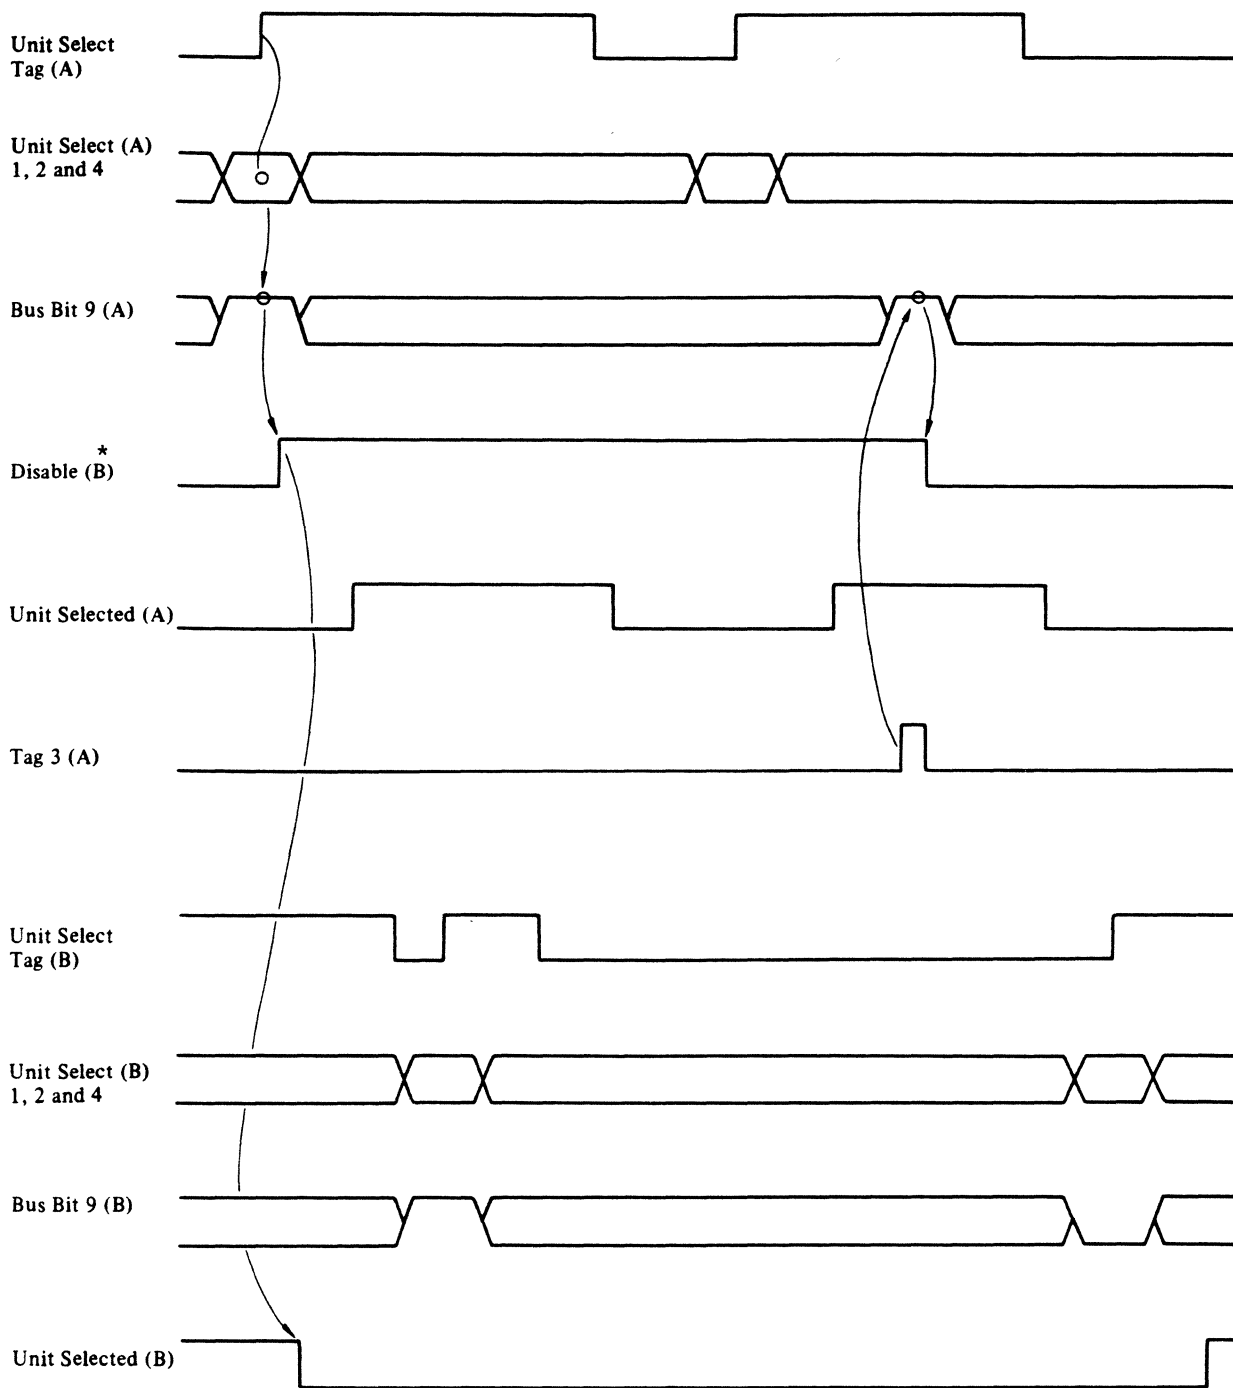 Unit Select
Tag (A)
Unit Select (A)
1, 2 and 4
Bus Bit 9 (A)
*
Disable (B)
Unit Selected (A)
Tag 3 (A)
Unit Select
Tag (B)
Unit Select (B)
1, 2 and 4
Bus Bit 9 (B)
Unit Selected (B)